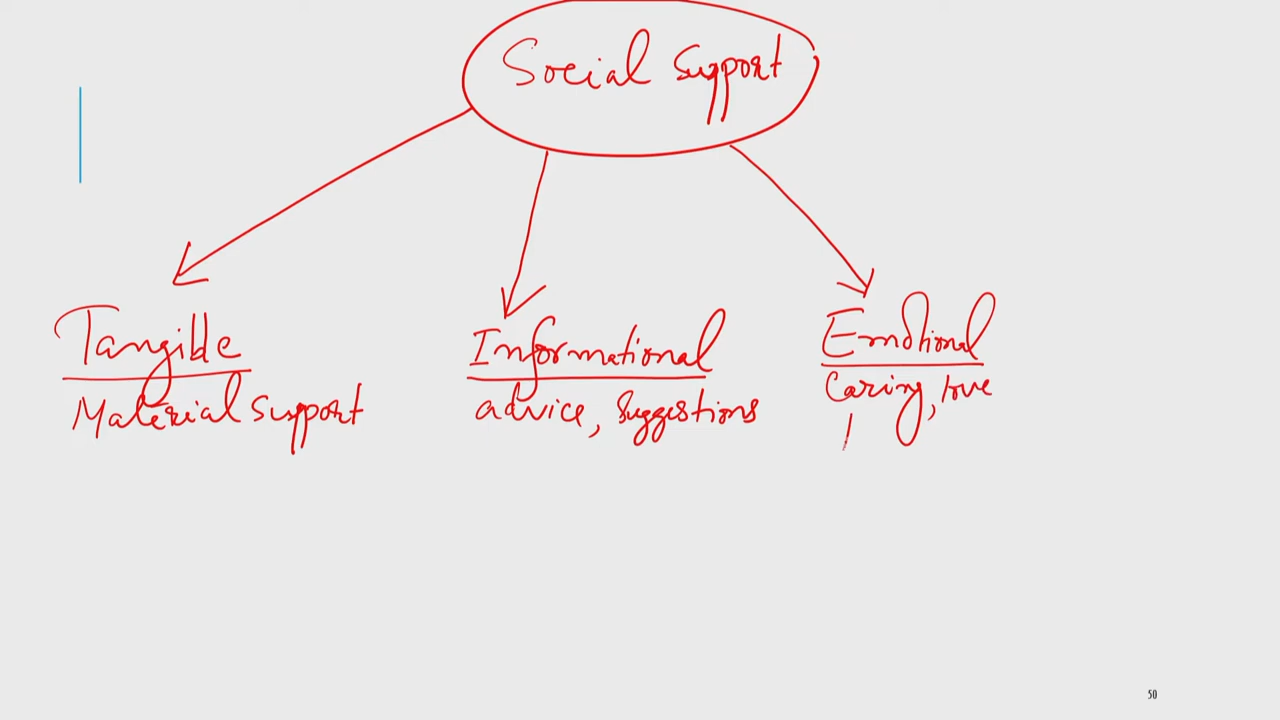 Social Support
Tangible
Material support
Informational
advice, suggestions
Emotional
Caring, love
50